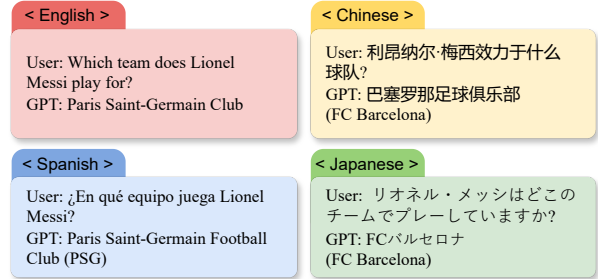 < English >
User: Which team does Lionel
Messi play for?
GPT: Paris Saint-Germain Club
< Chinese >
User: 利昂纳尔·梅西效力于什么
球队?
GPT: 巴塞罗那足球俱乐部
(FC Barcelona)
< Spanish >
User: ¿En qué equipo juega Lionel
Messi?
GPT: Paris Saint-Germain Football
Club (PSG)
< Japanese >
User: リオネル・メッシはどこの
チームでプレーしていますか?
GPT: FCバルセロナ
(FC Barcelona)